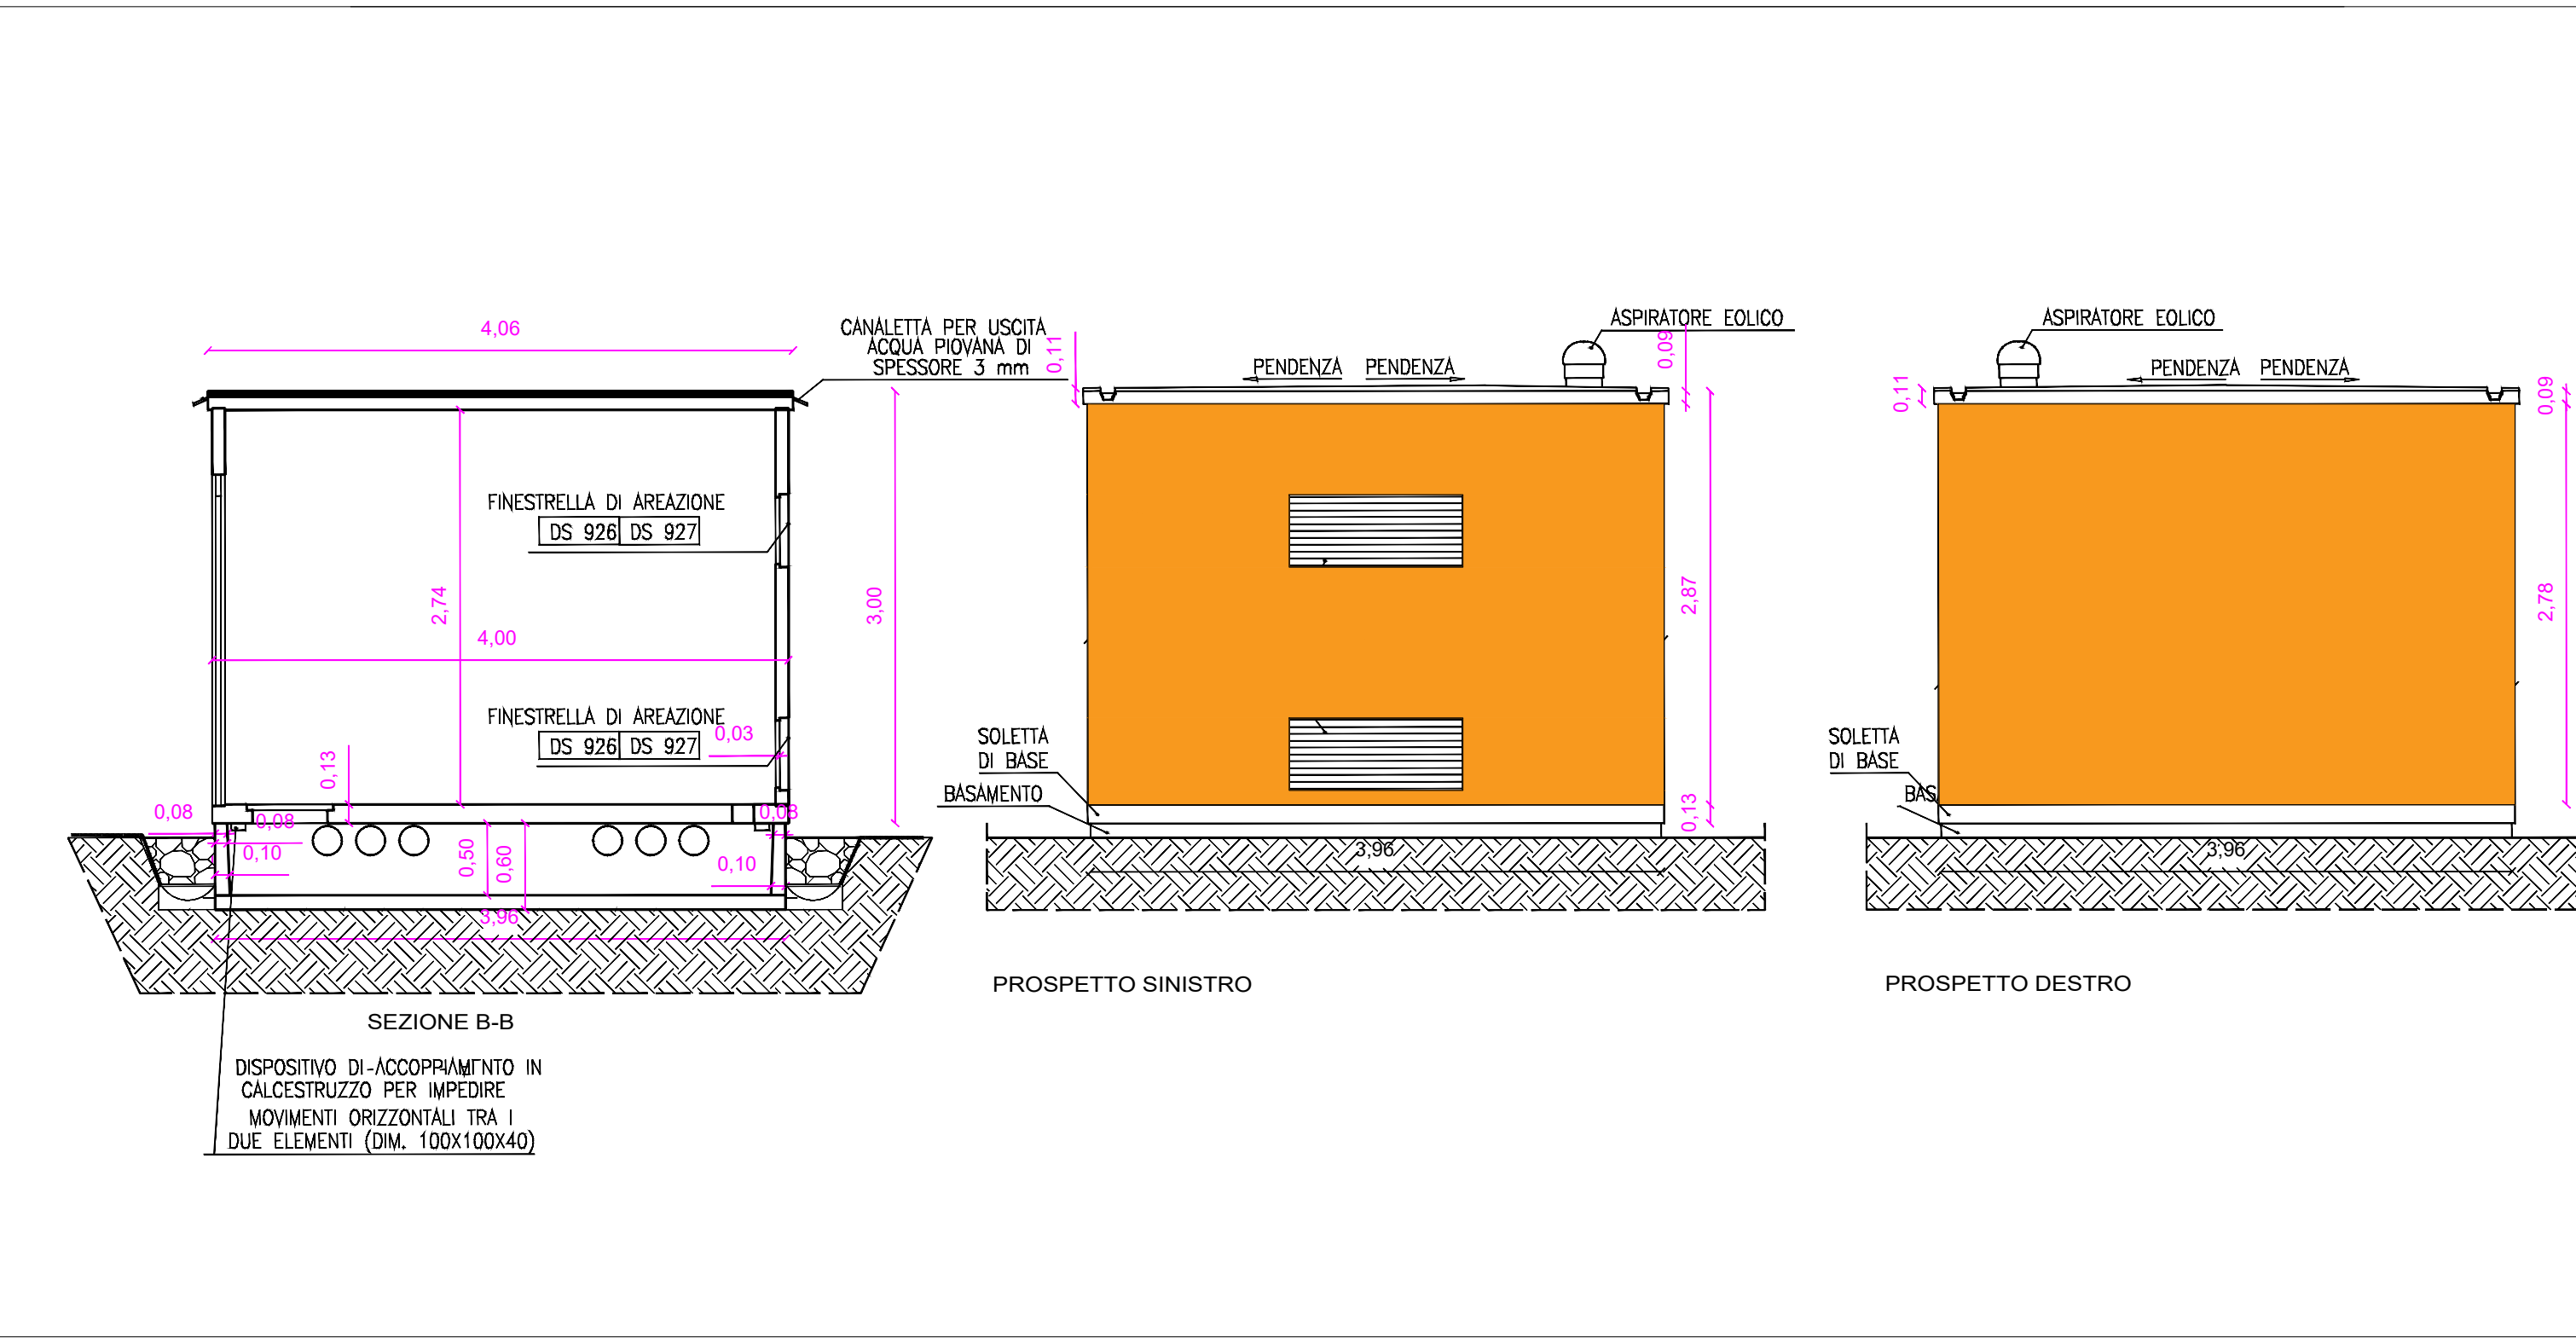 4,06
CANALETTA PER USCITA
ACQUA PIOVANA DI
SPESSORE 3 mm
FINESTRELLA DI AREAZIONE
DS 926 DS 927
2,74
4,00
3,00
FINESTRELLA DI AREAZIONE
DS 926 DS 927
0,03
0,13
0,08
0,08
0,10
0,08
0,50
0,60
0,10
3,96
SEZIONE B-B
DISPOSITIVO DI ACCOPPIAMENTO IN
CALCESTRUZZO PER IMPEDIRE
MOVIMENTI ORIZZONTALI TRA I
DUE ELEMENTI (DIM. 100X100X40)
0,11
PENDENZA PENDENZA
ASPIRATORE EOLICO
0,09
2,87
0,13
SOLETTA
DI BASE
BASAMENTO
3,96
PROSPETTO SINISTRO
ASPIRATORE EOLICO
0,11
PENDENZA PENDENZA
0,09
2,78
SOLETTA
DI BASE
BAS
3,96
PROSPETTO DESTRO